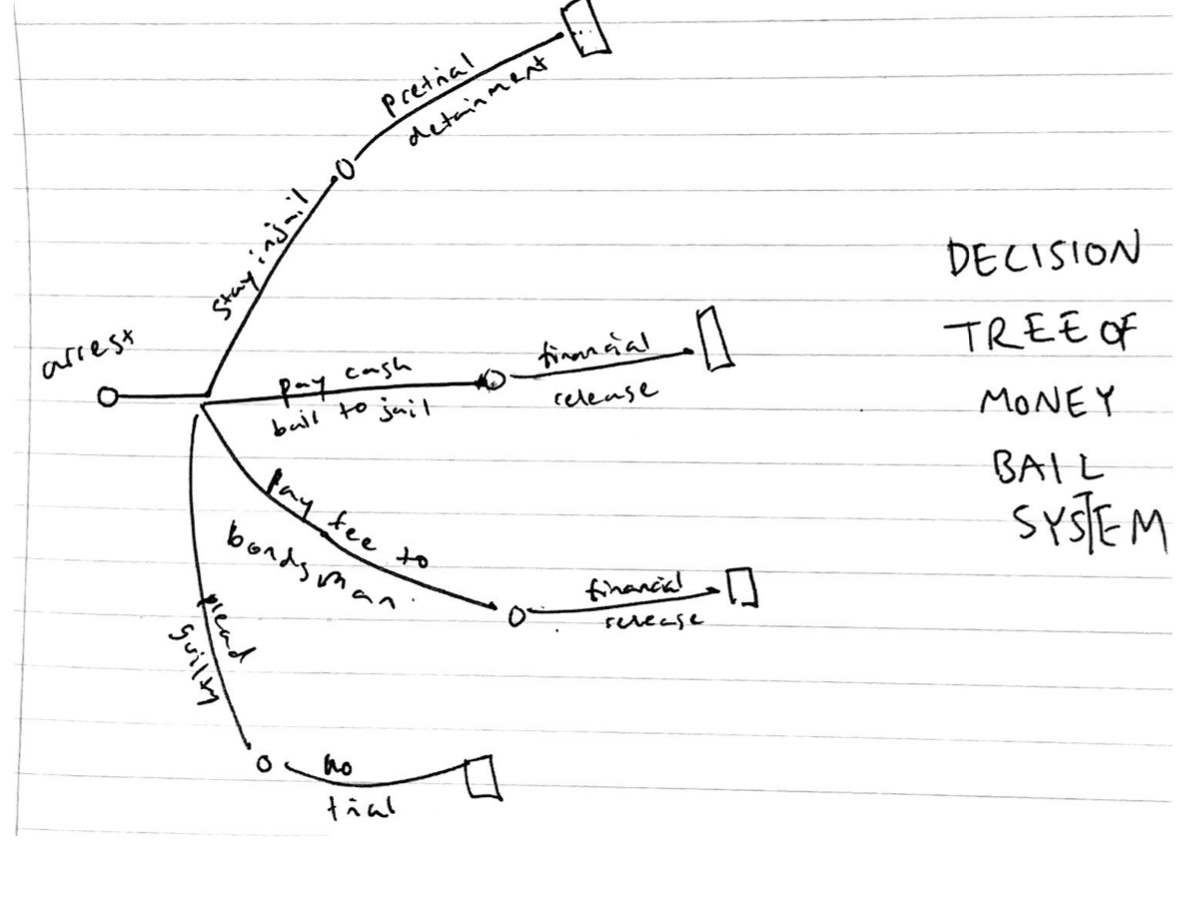 pretrial
detainment
stay in jail
arrest
pay cash
bail to jail
financial
release
pay fee to
bondsman.
financial
release
plead
guilty
no
trial
DECISION
TREE OF
MONEY
BAIL
SYSTEM